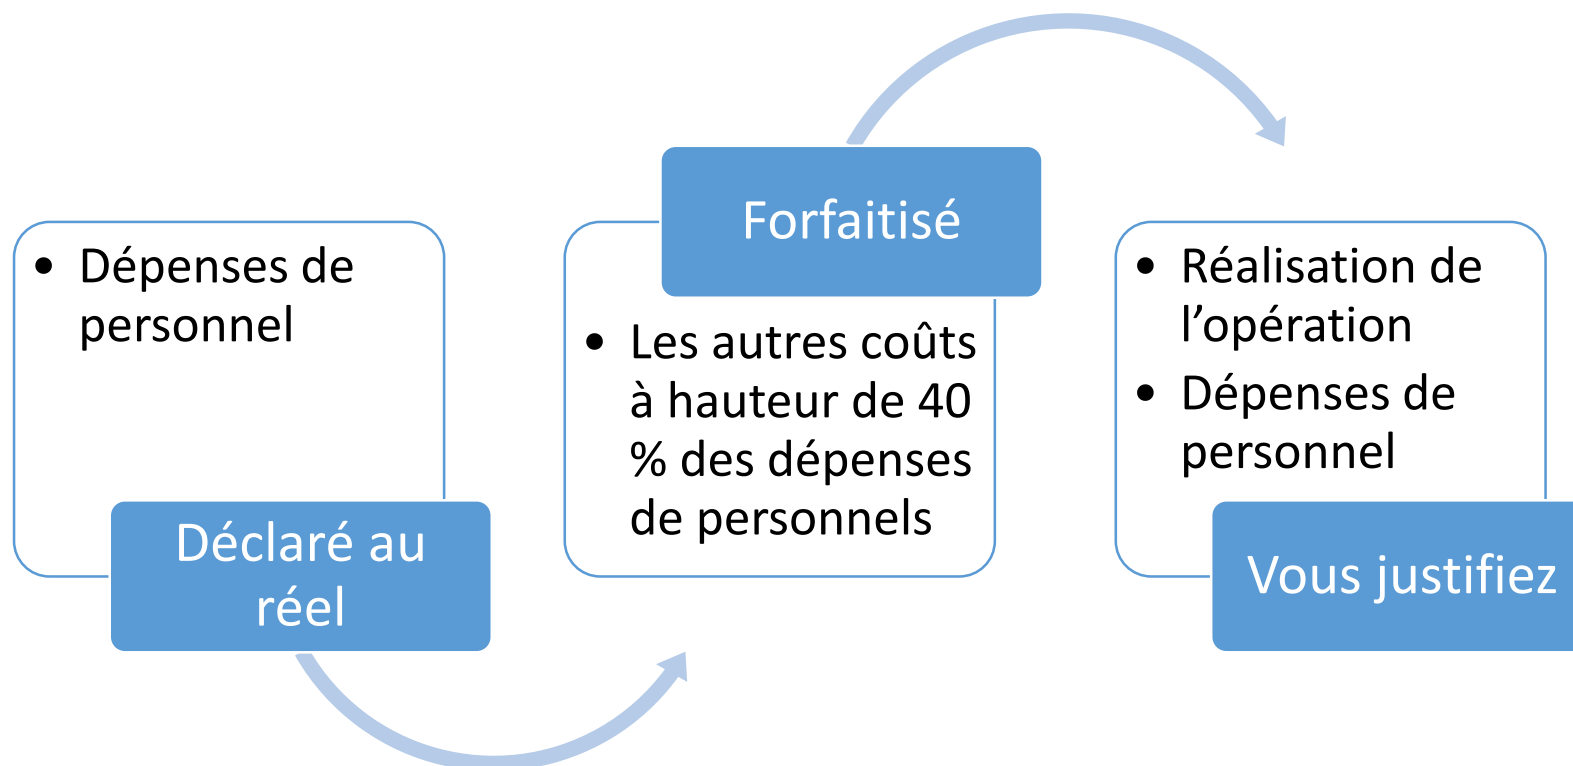 • Dépenses de
personnel
Déclaré au
réel
Forfaitisé
• Les autres coûts
à hauteur de 40
% des dépenses
de personnels
• Réalisation de
l’opération
• Dépenses de
personnel
Vous justifiez